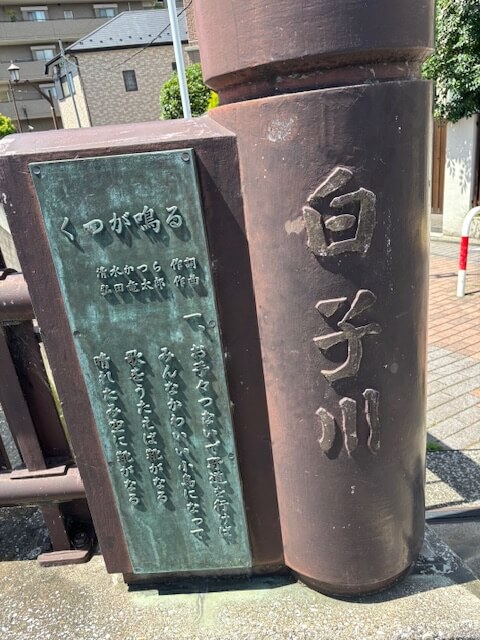 くつが鳴る
清水かつら 作詞
弘田竜太郎 作曲
一、お手々つないで野道を行けば
みんなかわいい小鳥になって
歌をうたえば靴がなる
晴れたみ空に靴がなる
白子川